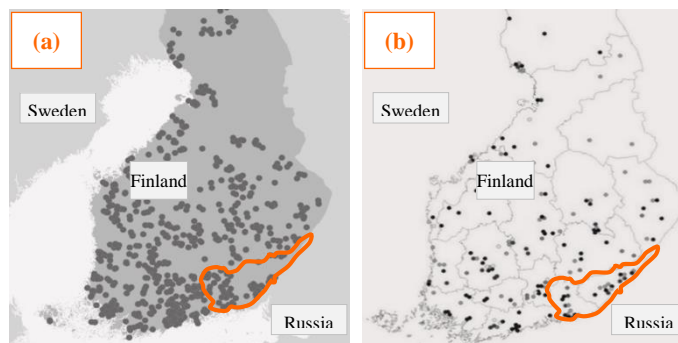 (a)
Sweden
Finland
Russia
(b)
Sweden
Finland
Russia